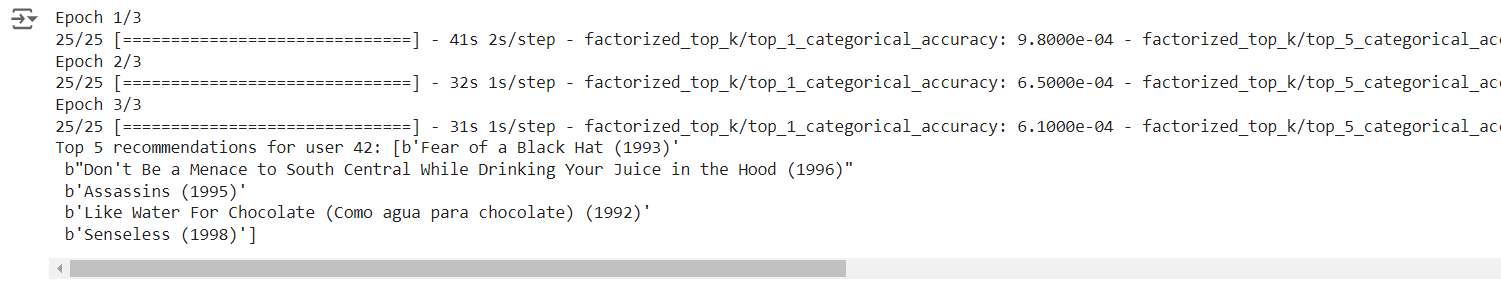 Epoch 1/3
25/25 [==============================] - 41s 2s/step - factorized_top_k/top_1_categorical_accuracy: 9.8000e-04 - factorized_top_k/top_5_categorical_acc
Epoch 2/3
25/25 [==============================] - 32s 1s/step - factorized_top_k/top_1_categorical_accuracy: 6.5000e-04 - factorized_top_k/top_5_categorical_acc
Epoch 3/3
25/25 [==============================] - 31s 1s/step - factorized_top_k/top_1_categorical_accuracy: 6.1000e-04 - factorized_top_k/top_5_categorical_acc
Top 5 recommendations for user 42: [b'Fear of a Black Hat (1993)'
b"Don't Be a Menace to South Central While Drinking Your Juice in the Hood (1996)"
b'Assassins (1995)'
b'Like Water For Chocolate (Como agua para chocolate) (1992)'
b'Senseless (1998)']